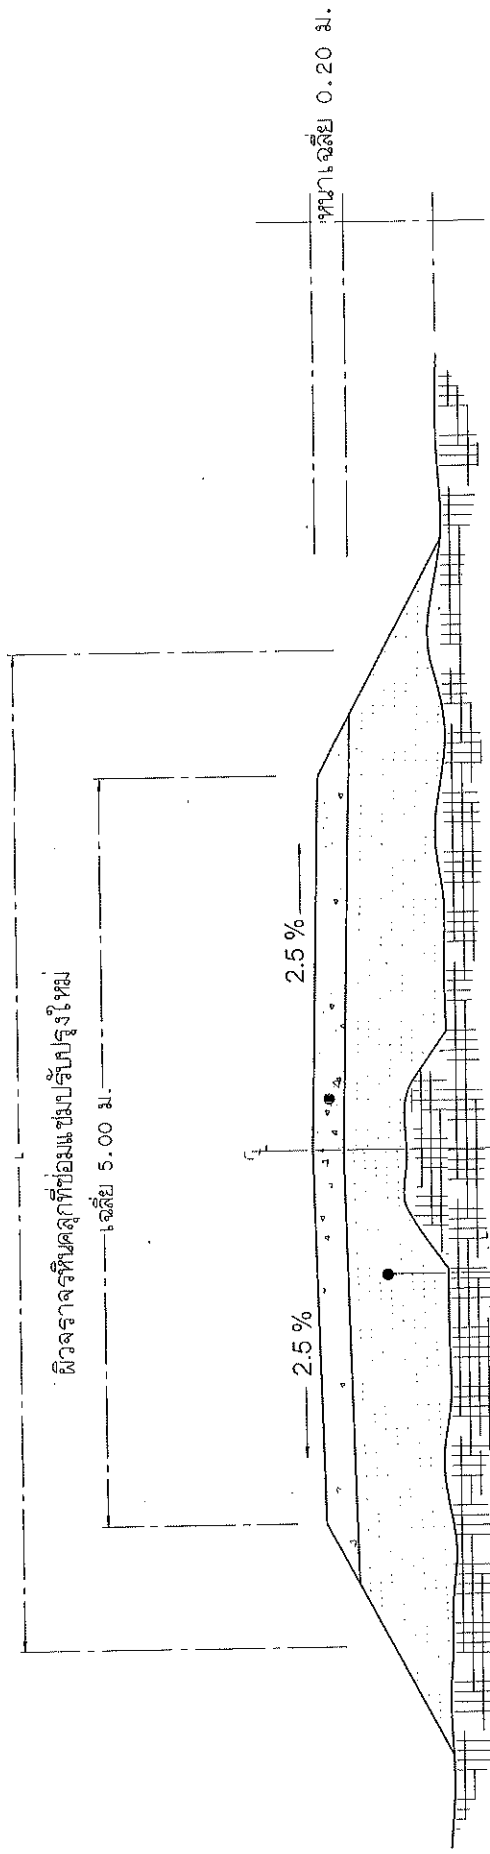 ผิวจราจรหินคลุกที่ซ่อมแซมปรับปรุงใหม่
เฉลี่ย 5.00 ม.
2.5 %
2.5 %
หนาเฉลี่ย 0.20 ม.